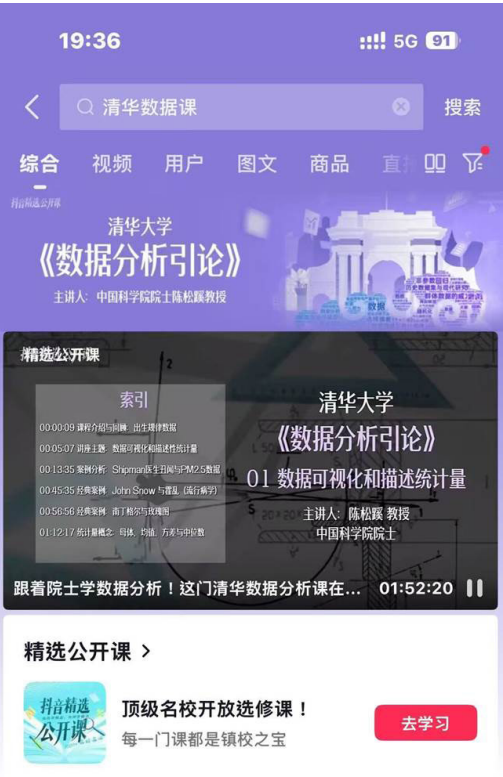 19:36
5G 91
清华数据课
搜索
综合 视频 用户 图文 商品 直
抖音精选公开课
清华大学
《数据分析引论》
主讲人: 中国科学院院士陈松蹊教授
数据
精选公开课
索引
00:00:09 课程介绍与回顾: 出生规律数据
00:05:07 讲座主题: 数据可视化和描述性统计量
00:13:35 案例分析: Shipman医生丑闻与PM2.5数据
00:45:35 经典案例: John Snow 与霍乱 (流行病学)
00:56:56 经典案例: 南丁格尔与玫瑰图
01:12:17 统计量概念: 母体、均值、方差与中位数
清华大学
《数据分析引论》
01 数据可视化和描述统计量
主讲人: 陈松蹊 教授
中国科学院院士
跟着院士学数据分析！这门清华数据分析课在... 01:52:20
精选公开课
抖音精选
公开课
顶级名校开放选修课！
每一门课都是镇校之宝
去学习